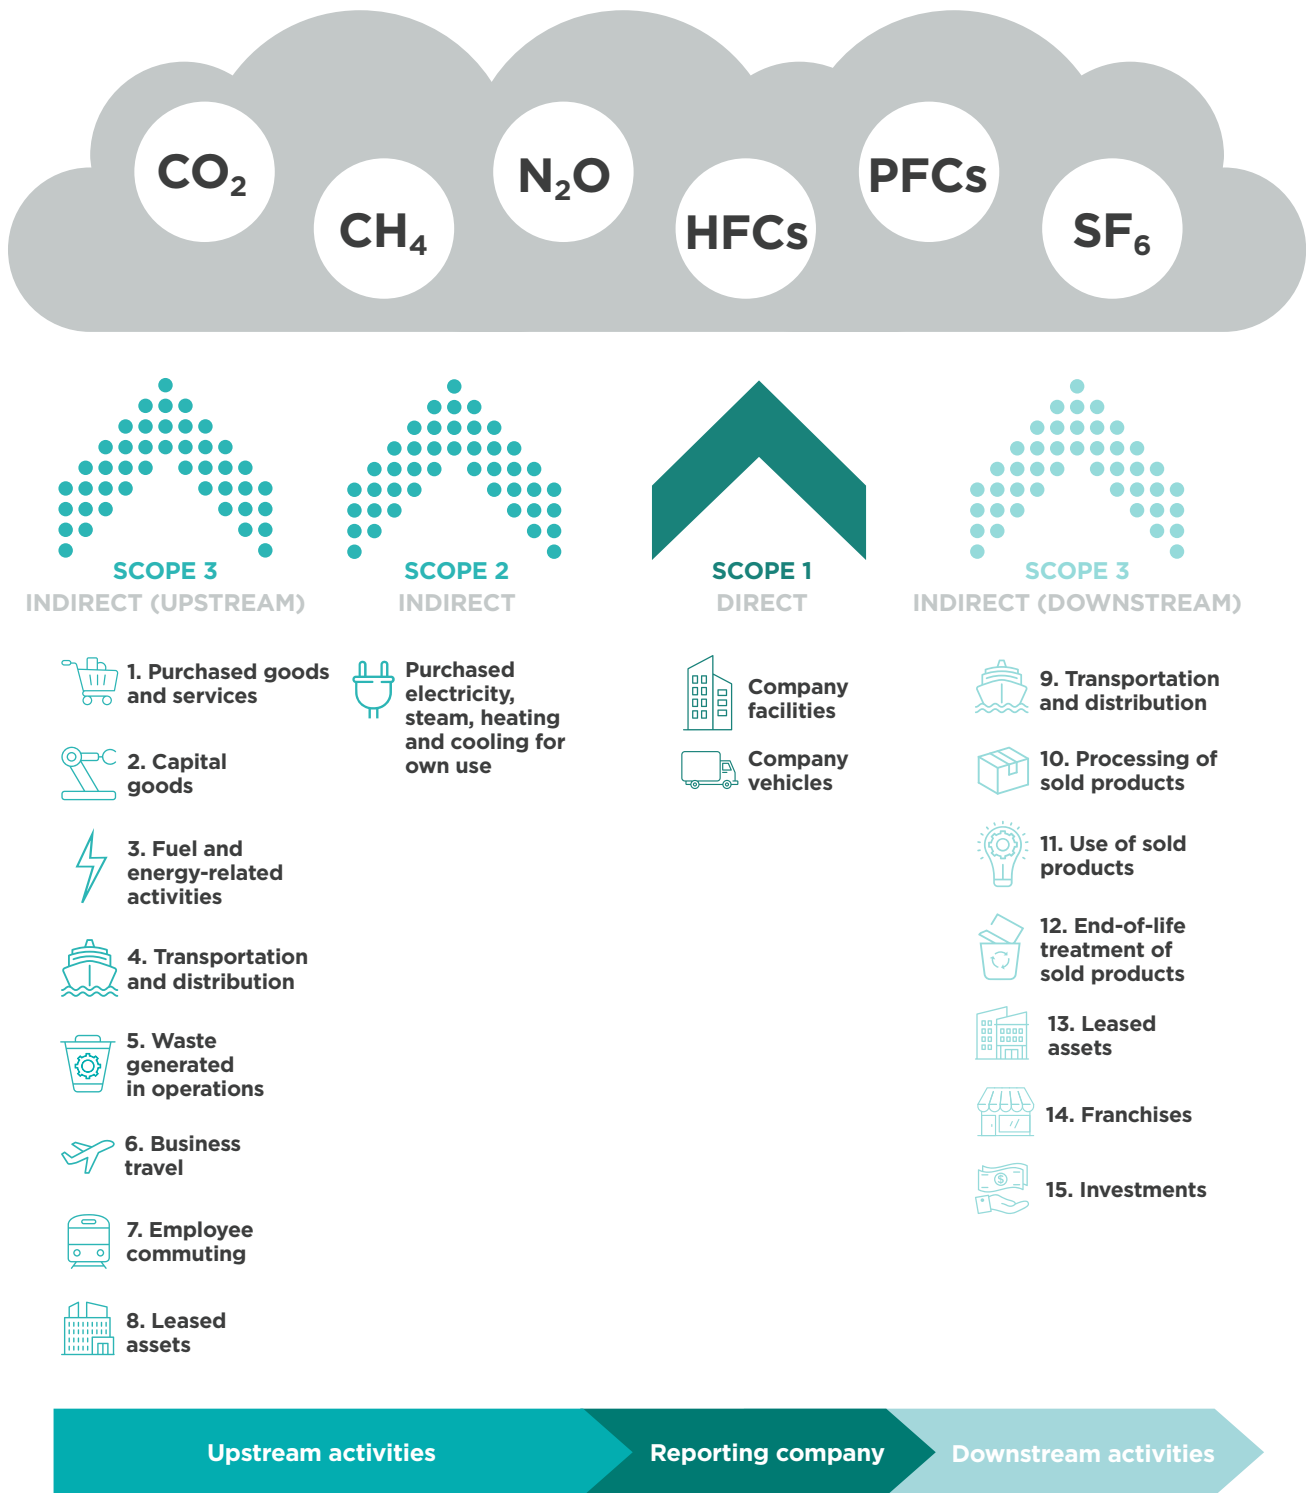 CO₂
CH₄
N₂O
HFCs
PFCs
SF₆
SCOPE 3
INDIRECT (UPSTREAM)
1. Purchased goods
and services
2. Capital
goods
3. Fuel and
energy-related
activities
4. Transportation
and distribution
5. Waste
generated
in operations
6. Business
travel
7. Employee
commuting
8. Leased
assets
SCOPE 2
INDIRECT
Purchased
electricity,
steam, heating
and cooling for
own use
SCOPE 1
DIRECT
Company
facilities
Company
vehicles
SCOPE 3
INDIRECT (DOWNSTREAM)
9. Transportation
and distribution
10. Processing of
sold products
11. Use of sold
products
12. End-of-life
treatment of
sold products
13. Leased
assets
14. Franchises
$
15. Investments
Upstream activities
Reporting company
Downstream activities